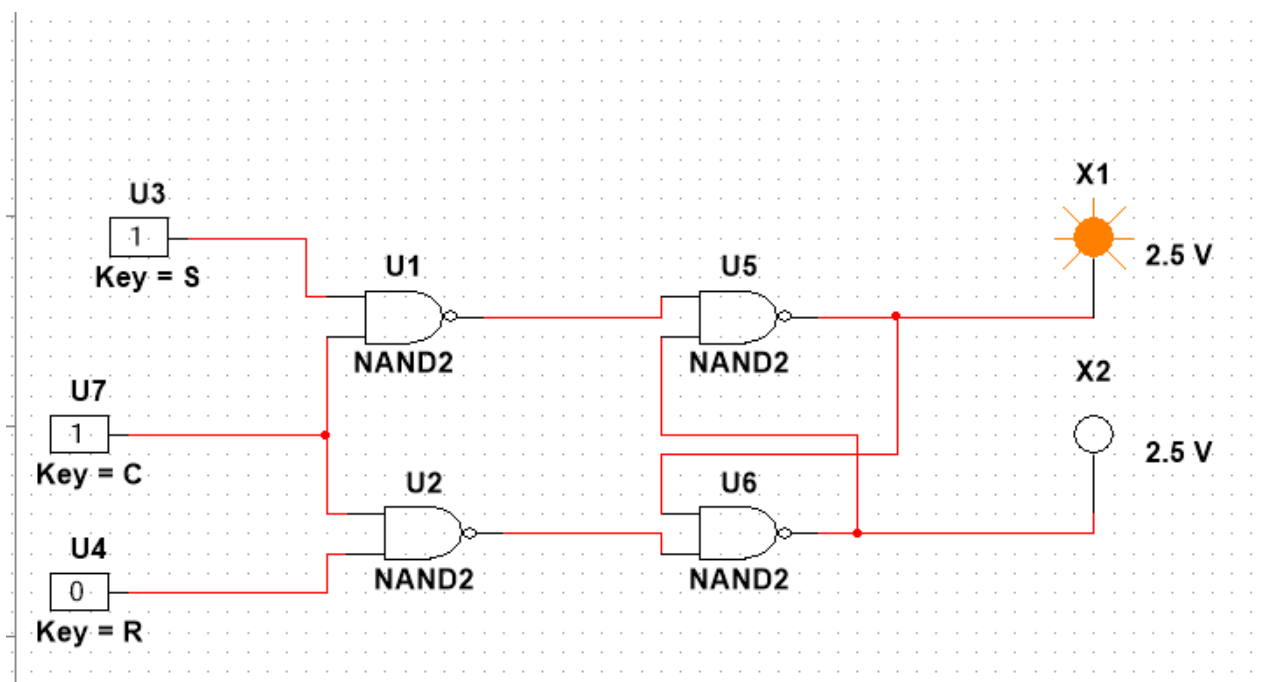 X1
2.5 V
U3
1
Key = S
U1
NAND2
U5
NAND2
X2
2.5 V
U7
1
Key = C
U2
NAND2
U6
NAND2
U4
0
Key = R